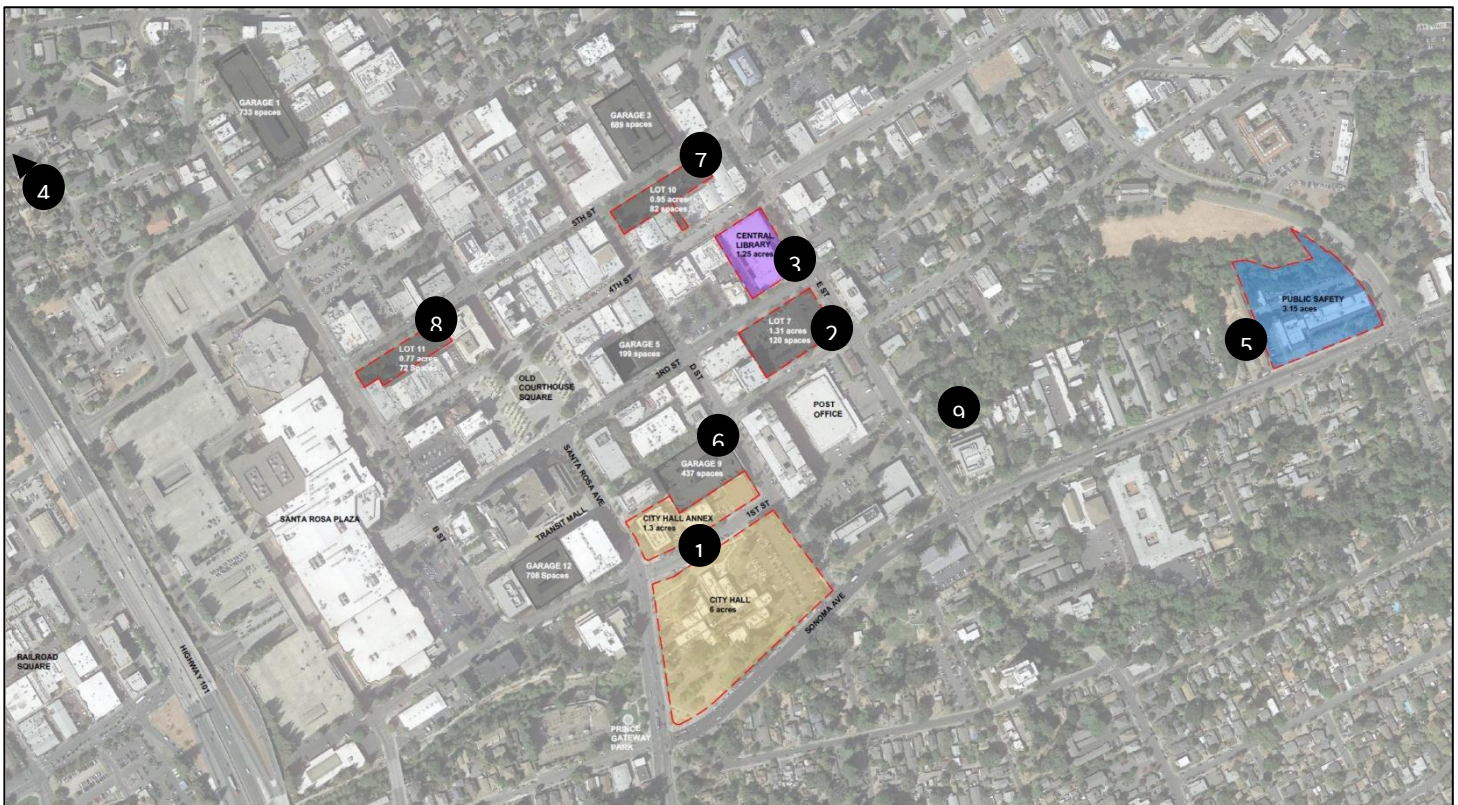 GARAGE 1
733 spaces
GARAGE 3
689 spaces
7
4
LOT 10
0.95 acre
82 spaces
5TH ST
CENTRAL
LIBRARY
1.25 acres
3
4TH ST
E ST
8
LOT 7
1.31 acres
120 spaces
2
PUBLIC SAFETY
3.15 aces
5
LOT 11
0.77 acre
72 Spaces
GARAGE 5
199 spaces
3RD ST
D ST
OLD
COURTHOUSE
SQUARE
POST
OFFICE
9
6
GARAGE 9
437 spaces
SANTA ROSA AVE
SANTA ROSA PLAZA
B ST
TRANSIT MALL
CITY HALL ANNEX
1.3 acres
1ST ST
1
GARAGE 12
708 Spaces
CITY HALL
6 acres
SONOMA AVE
RAILROAD
SQUARE
HIGHWAY 101
PRINCE
GATEWAY
PARK